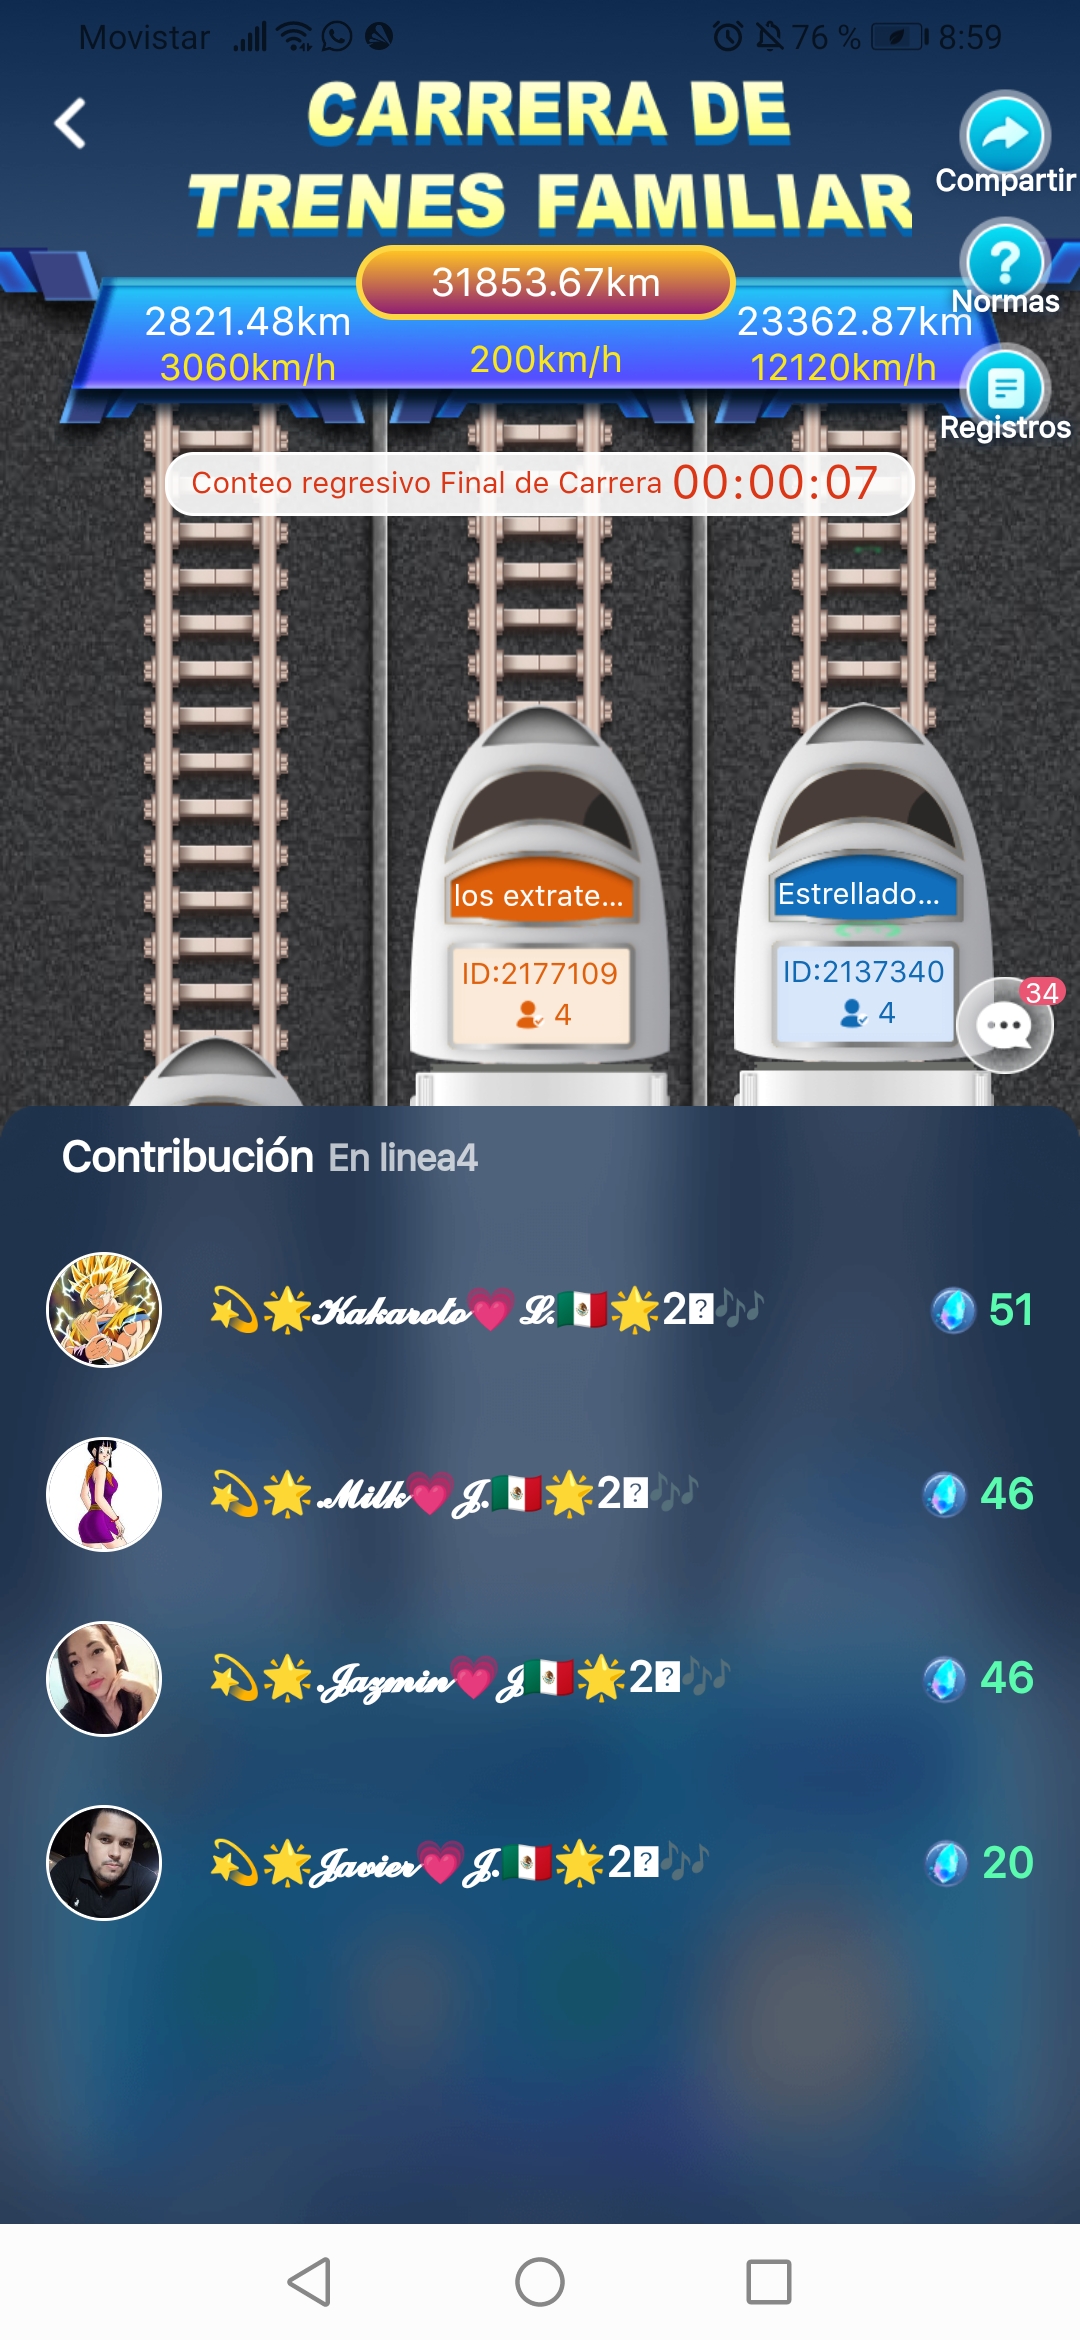 Movistar 76 % 8:59
CARRERA DE
TRENES FAMILIAR
Compartir
31853.67km
Normas
2821.48km
23362.87km
3060km/h
200km/h
12120km/h
Registros
Conteo regresivo Final de Carrera 00:00:07
los extrate...
Estrellado...
ID:2177109
ID:2137340
4
4
34
Contribución En linea4
💫🌟𝓚𝓪𝓴𝓪𝓻𝓸𝓽𝓸💗𝓛.🇲🇽🌟2🎶 51
💫🌟.𝓜𝓲𝓵𝓴💗𝓙.🇲🇽🌟2🎶 46
💫🌟.𝓙𝓪𝔃𝓶𝓲𝓷💗𝓙🇲🇽🌟2🎶 46
💫🌟𝓙𝓪𝓿𝓲𝓮𝓻💗𝓙.🇲🇽🌟2🎶 20